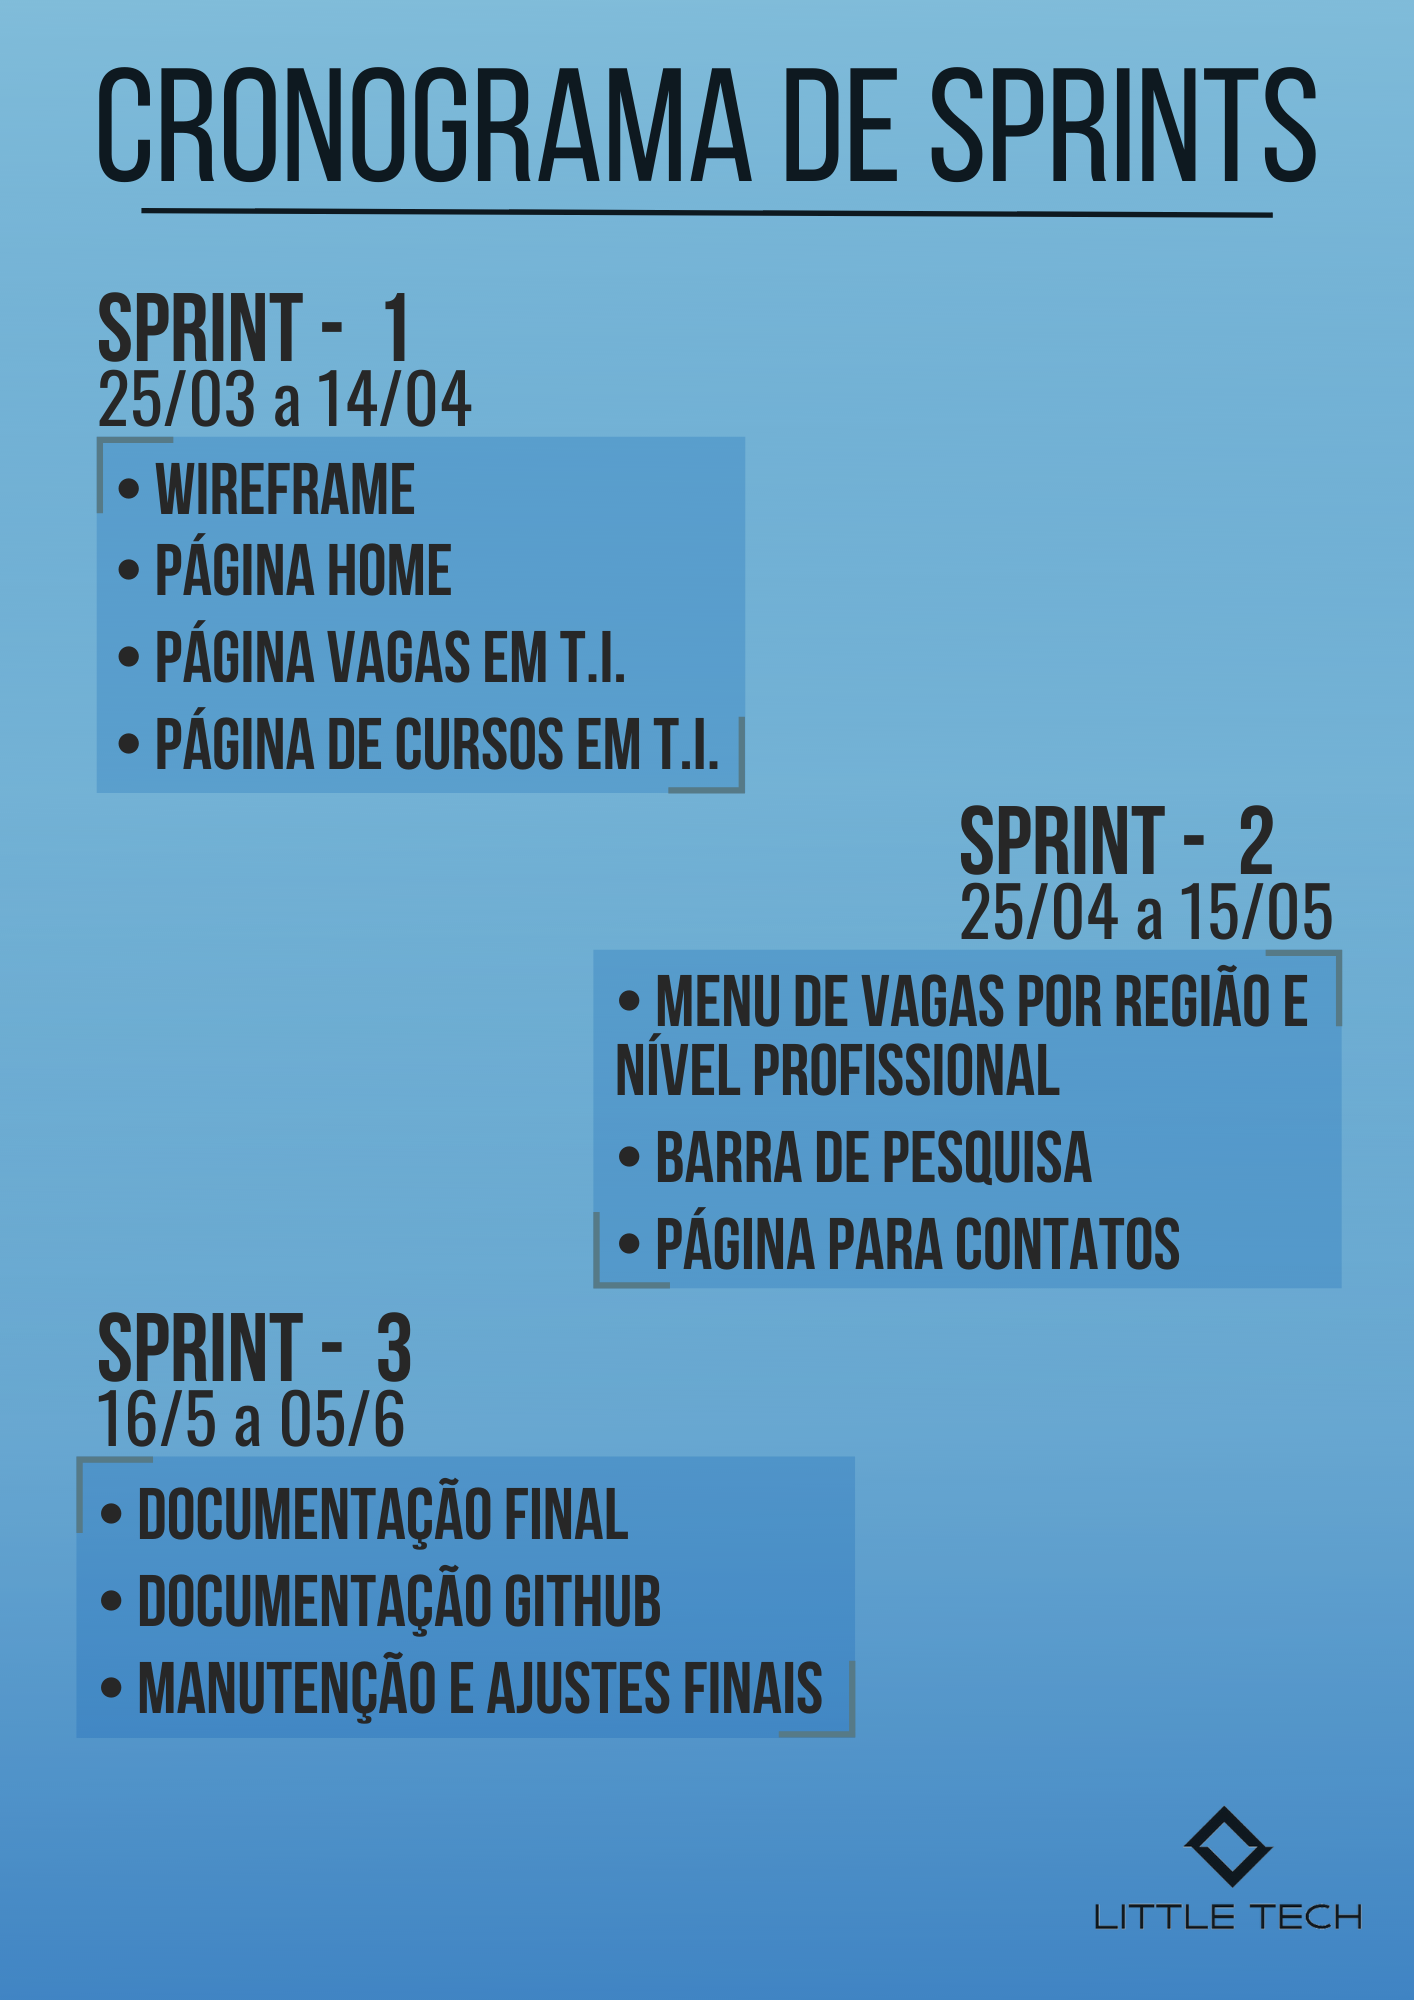 CRONOGRAMA DE SPRINTS
SPRINT - 1
25/03 a 14/04
• WIREFRAME
• PÁGINA HOME
• PÁGINA VAGAS EM T.I.
• PÁGINA DE CURSOS EM T.I.
SPRINT - 2
25/04 a 15/05
• MENU DE VAGAS POR REGIÃO E
NÍVEL PROFISSIONAL
• BARRA DE PESQUISA
• PÁGINA PARA CONTATOS
SPRINT - 3
16/5 a 05/6
• DOCUMENTAÇÃO FINAL
• DOCUMENTAÇÃO GITHUB
• MANUTENÇÃO E AJUSTES FINAIS
LITTLE TECH